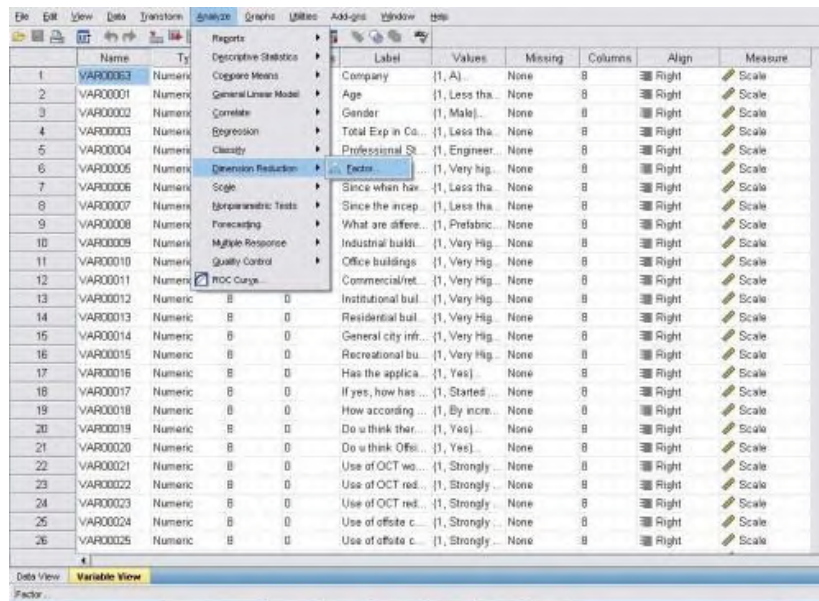 File Edit View Data Transform Analyze Graphs Utilities Add-ons Window Help
Reports
Descriptive Statistics
Compare Means
General Linear Model
Correlate
Regression
Classify
Dimension Reduction
Scale
Nonparametric Tests
Forecasting
Multiple Response
Quality Control
ROC Curve...
Factor...
Name Ty Label Values Missing Columns Align Measure
1 VAR00063 Numeric Company {1, A}... None 8 Right Scale
2 VAR00001 Numeric Age {1, Less tha... None 8 Right Scale
3 VAR00002 Numeric Gender {1, Male}... None 8 Right Scale
4 VAR00003 Numeric Total Exp in Co... {1, Less tha... None 8 Right Scale
5 VAR00004 Numeric Professional St... {1, Engineer... None 8 Right Scale
6 VAR00005 Numeric {1, Very hig... None 8 Right Scale
7 VAR00006 Numeric Since when hav... {1, Less tha... None 8 Right Scale
8 VAR00007 Numeric Since the incep... {1, Less tha... None 8 Right Scale
9 VAR00008 Numeric What are differe... {1, Prefabric... None 8 Right Scale
10 VAR00009 Numeric Industrial buildi... {1, Very Hig... None 8 Right Scale
11 VAR00010 Numeric Office buildings {1, Very Hig... None 8 Right Scale
12 VAR00011 Numeric Commercial/ret... {1, Very Hig... None 8 Right Scale
13 VAR00012 Numeric 8 0 Institutional buil... {1, Very Hig... None 8 Right Scale
14 VAR00013 Numeric 8 0 Residential buil... {1, Very Hig... None 8 Right Scale
15 VAR00014 Numeric 8 0 General city infr... {1, Very Hig... None 8 Right Scale
16 VAR00015 Numeric 8 0 Recreational bu... {1, Very Hig... None 8 Right Scale
17 VAR00016 Numeric 8 0 Has the applica... {1, Yes}... None 8 Right Scale
18 VAR00017 Numeric 8 0 If yes, how has ... {1, Started ... None 8 Right Scale
19 VAR00018 Numeric 8 0 How according ... {1, By incre... None 8 Right Scale
20 VAR00019 Numeric 8 0 Do u think ther... {1, Yes}... None 8 Right Scale
21 VAR00020 Numeric 8 0 Do u think Offsi... {1, Yes}... None 8 Right Scale
22 VAR00021 Numeric 8 0 Use of OCT wo... {1, Strongly ... None 8 Right Scale
23 VAR00022 Numeric 8 0 Use of OCT red... {1, Strongly ... None 8 Right Scale
24 VAR00023 Numeric 8 0 Use of OCT red... {1, Strongly ... None 8 Right Scale
25 VAR00024 Numeric 8 0 Use of offsite c... {1, Strongly ... None 8 Right Scale
26 VAR00025 Numeric 8 0 Use of offsite c... {1, Strongly ... None 8 Right Scale
Data View Variable View
Factor...